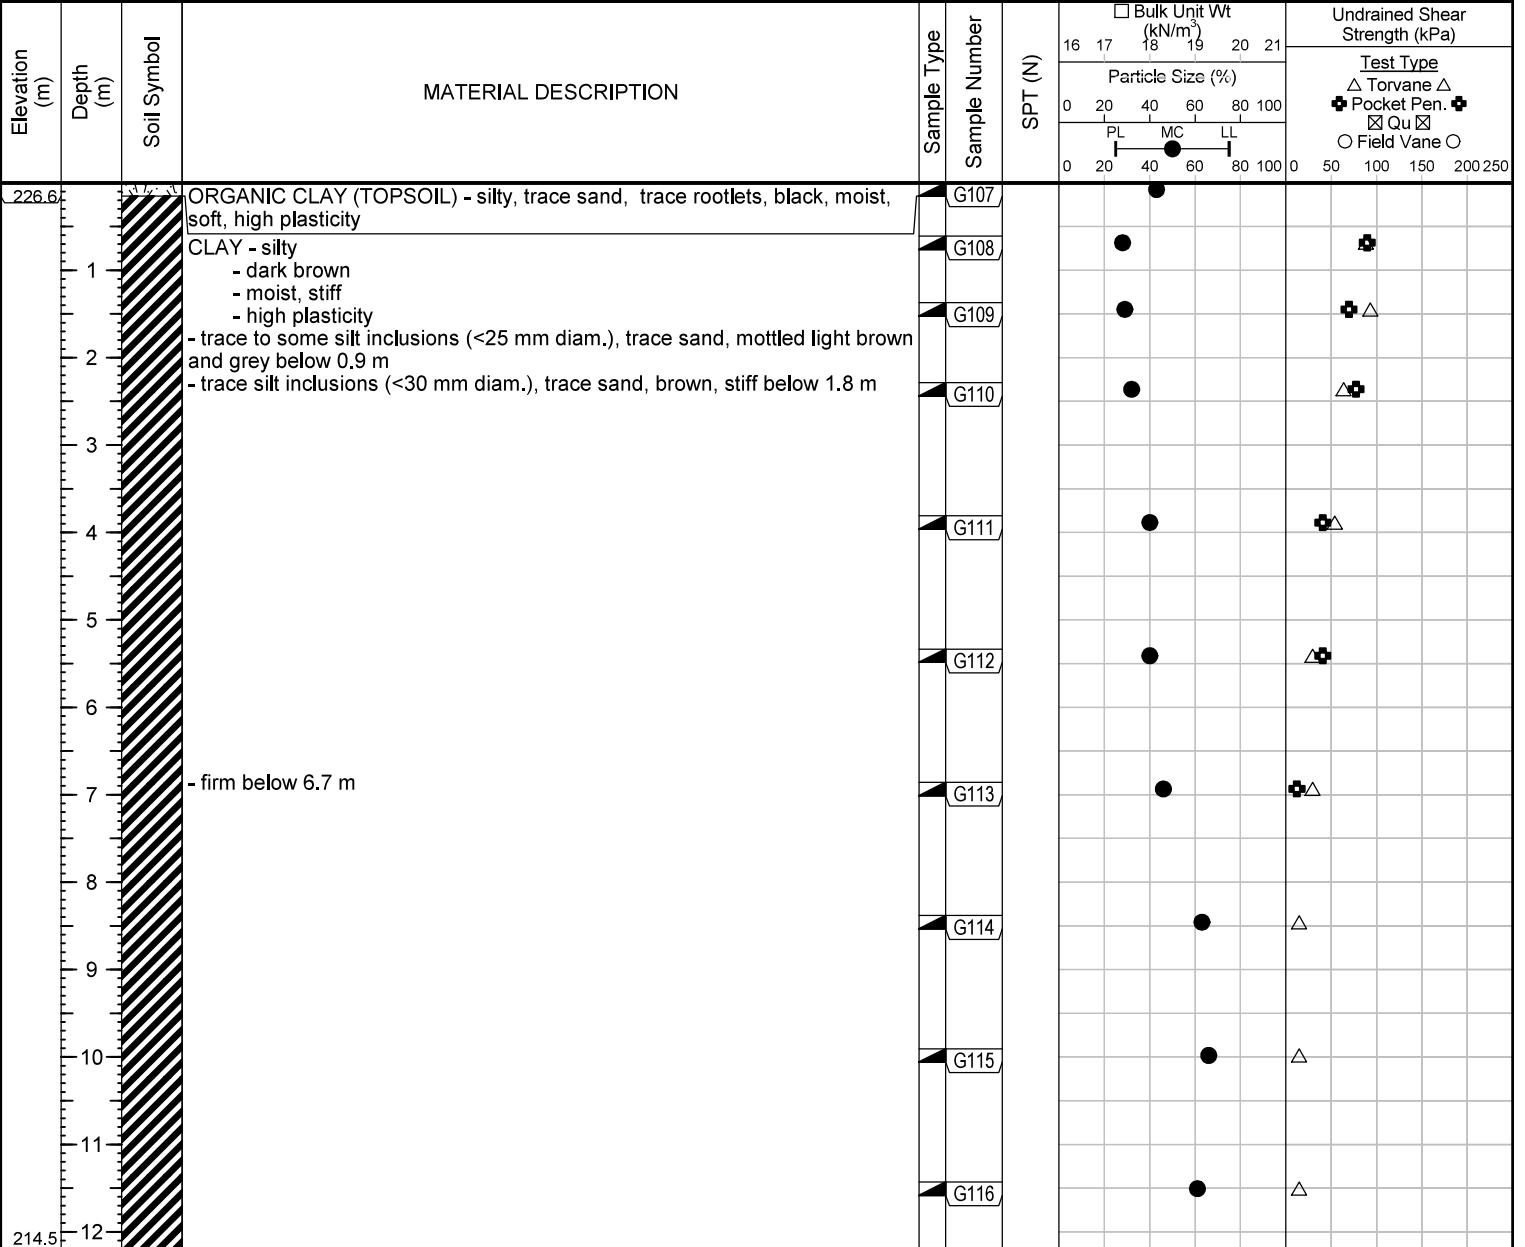 Elevation
(m)
Depth
(m)
Soil Symbol
MATERIAL DESCRIPTION
Sample Type
Sample Number
SPT (N)
Bulk Unit Wt
(kN/m³)
16 17 18 19 20 21
Particle Size (%)
0 20 40 60 80 100
PL MC LL
0 20 40 60 80 100
Undrained Shear
Strength (kPa)
Test Type
△ Torvane △
Pocket Pen.
☒ Qu ☒
○ Field Vane ○
0 50 100 150 200 250
226.6
ORGANIC CLAY (TOPSOIL) - silty, trace sand, trace rootlets, black, moist,
soft, high plasticity
G107
CLAY - silty
G108
1
- dark brown
- moist, stiff
- high plasticity
G109
- trace to some silt inclusions (<25 mm diam.), trace sand, mottled light brown
2
and grey below 0.9 m
- trace silt inclusions (<30 mm diam.), trace sand, brown, stiff below 1.8 m
G110
3
4
G111
5
G112
6
- firm below 6.7 m
7
G113
8
G114
9
10
G115
11
G116
12
214.5